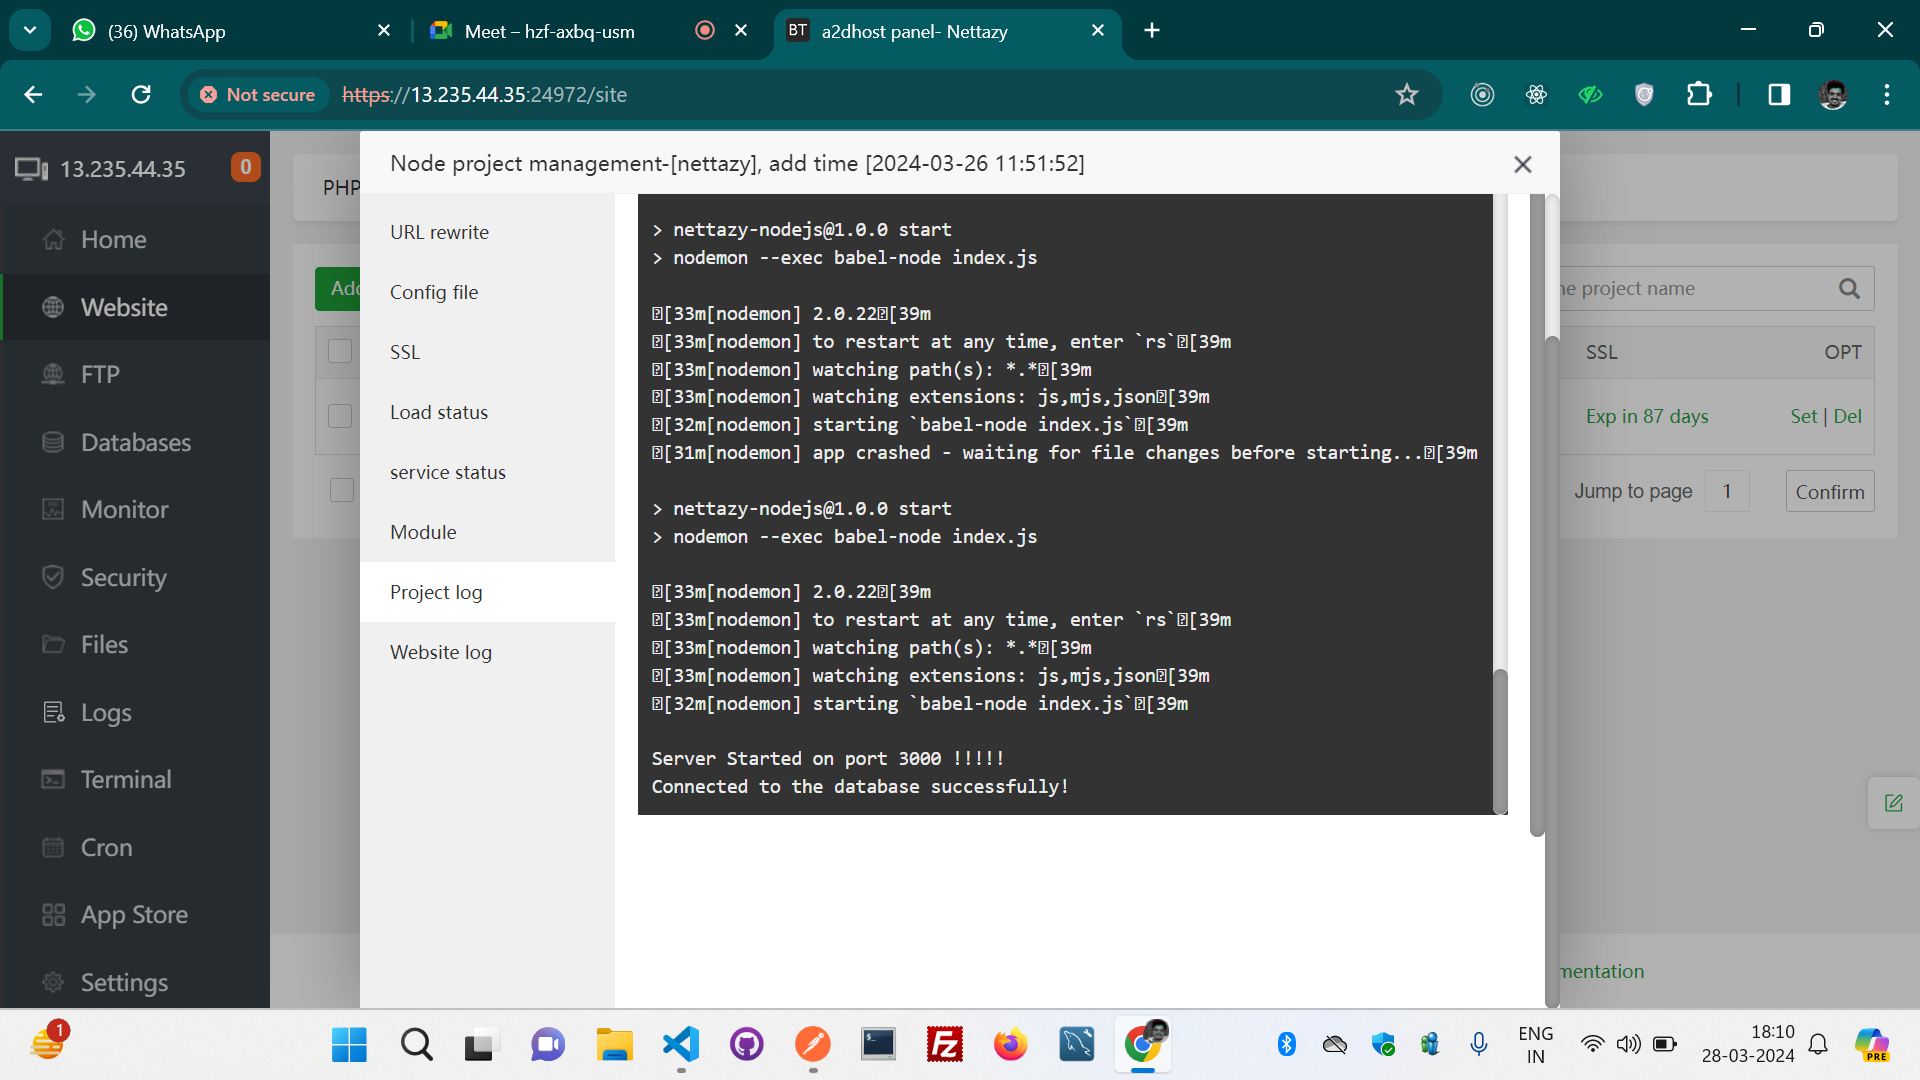 (36) WhatsApp
Meet – hzf-axbq-usm
BT
a2dhost panel- Nettazy
Not secure
https://13.235.44.35:24972/site
13.235.44.35
0
Home
Website
FTP
Databases
Monitor
Security
Files
Logs
Terminal
Cron
App Store
Settings
PHP
Node project management-[nettazy], add time [2024-03-26 11:51:52]
URL rewrite
Config file
SSL
Load status
service status
Module
Project log
Website log
> nettazy-nodejs@1.0.0 start
> nodemon --exec babel-node index.js
[33m[nodemon] 2.0.22[39m
[33m[nodemon] to restart at any time, enter `rs`[39m
[33m[nodemon] watching path(s): *.*[39m
[33m[nodemon] watching extensions: js,mjs,json[39m
[32m[nodemon] starting `babel-node index.js`[39m
[31m[nodemon] app crashed - waiting for file changes before starting...[39m
> nettazy-nodejs@1.0.0 start
> nodemon --exec babel-node index.js
[33m[nodemon] 2.0.22[39m
[33m[nodemon] to restart at any time, enter `rs`[39m
[33m[nodemon] watching path(s): *.*[39m
[33m[nodemon] watching extensions: js,mjs,json[39m
[32m[nodemon] starting `babel-node index.js`[39m
Server Started on port 3000 !!!!!
Connected to the database successfully!
project name
SSL OPT
Exp in 87 days Set | Del
Jump to page 1 Confirm
mentation
1
ENG
IN
18:10
28-03-2024
PRE